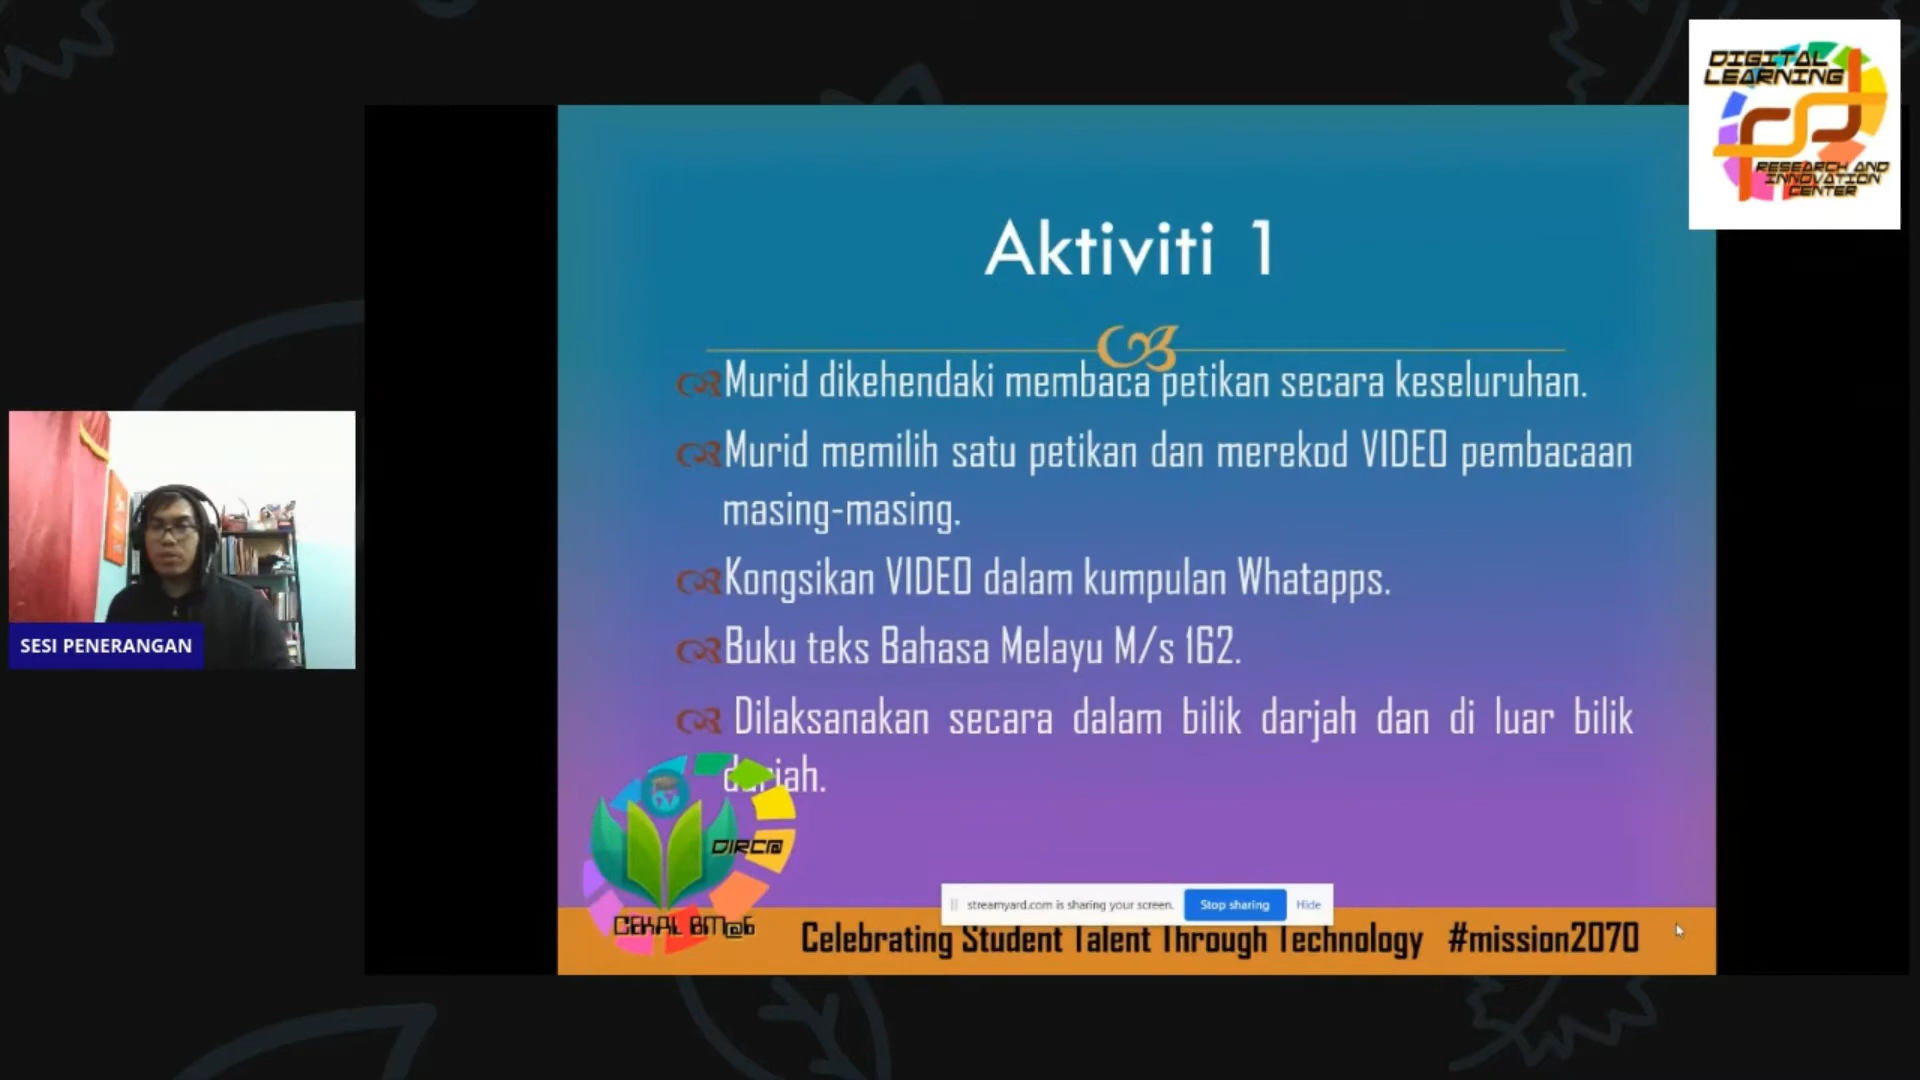 DIGITAL
LEARNING
RESEARCH AND
INNOVATION
CENTER
Aktiviti 1
Murid dikehendaki membaca petikan secara keseluruhan.
Murid memilih satu petikan dan merekod VIDEO pembacaan
masing-masing.
Kongsikan VIDEO dalam kumpulan Whatapps.
Buku teks Bahasa Melayu M/s 162.
Dilaksanakan secara dalam bilik darjah dan di luar bilik
darjah.
SESI PENERANGAN
DIRC@
CEKAL BM@6
streamyard.com is sharing your screen. Stop sharing Hide
Celebrating Student Talent Through Technology #mission2070